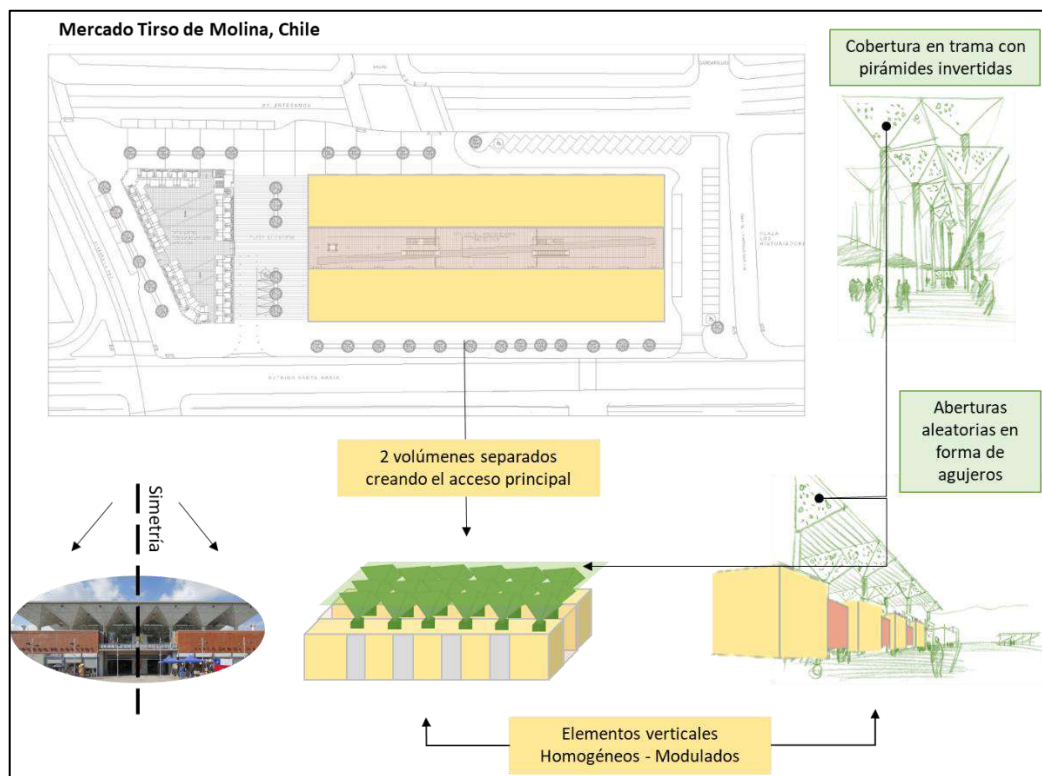 Mercado Tirso de Molina, Chile
Cobertura en trama con
pirámides invertidas
Aberturas
aleatorias en
forma de
agujeros
2 volúmenes separados
creando el acceso principal
Simetría
Elementos verticales
Homogéneos - Modulados